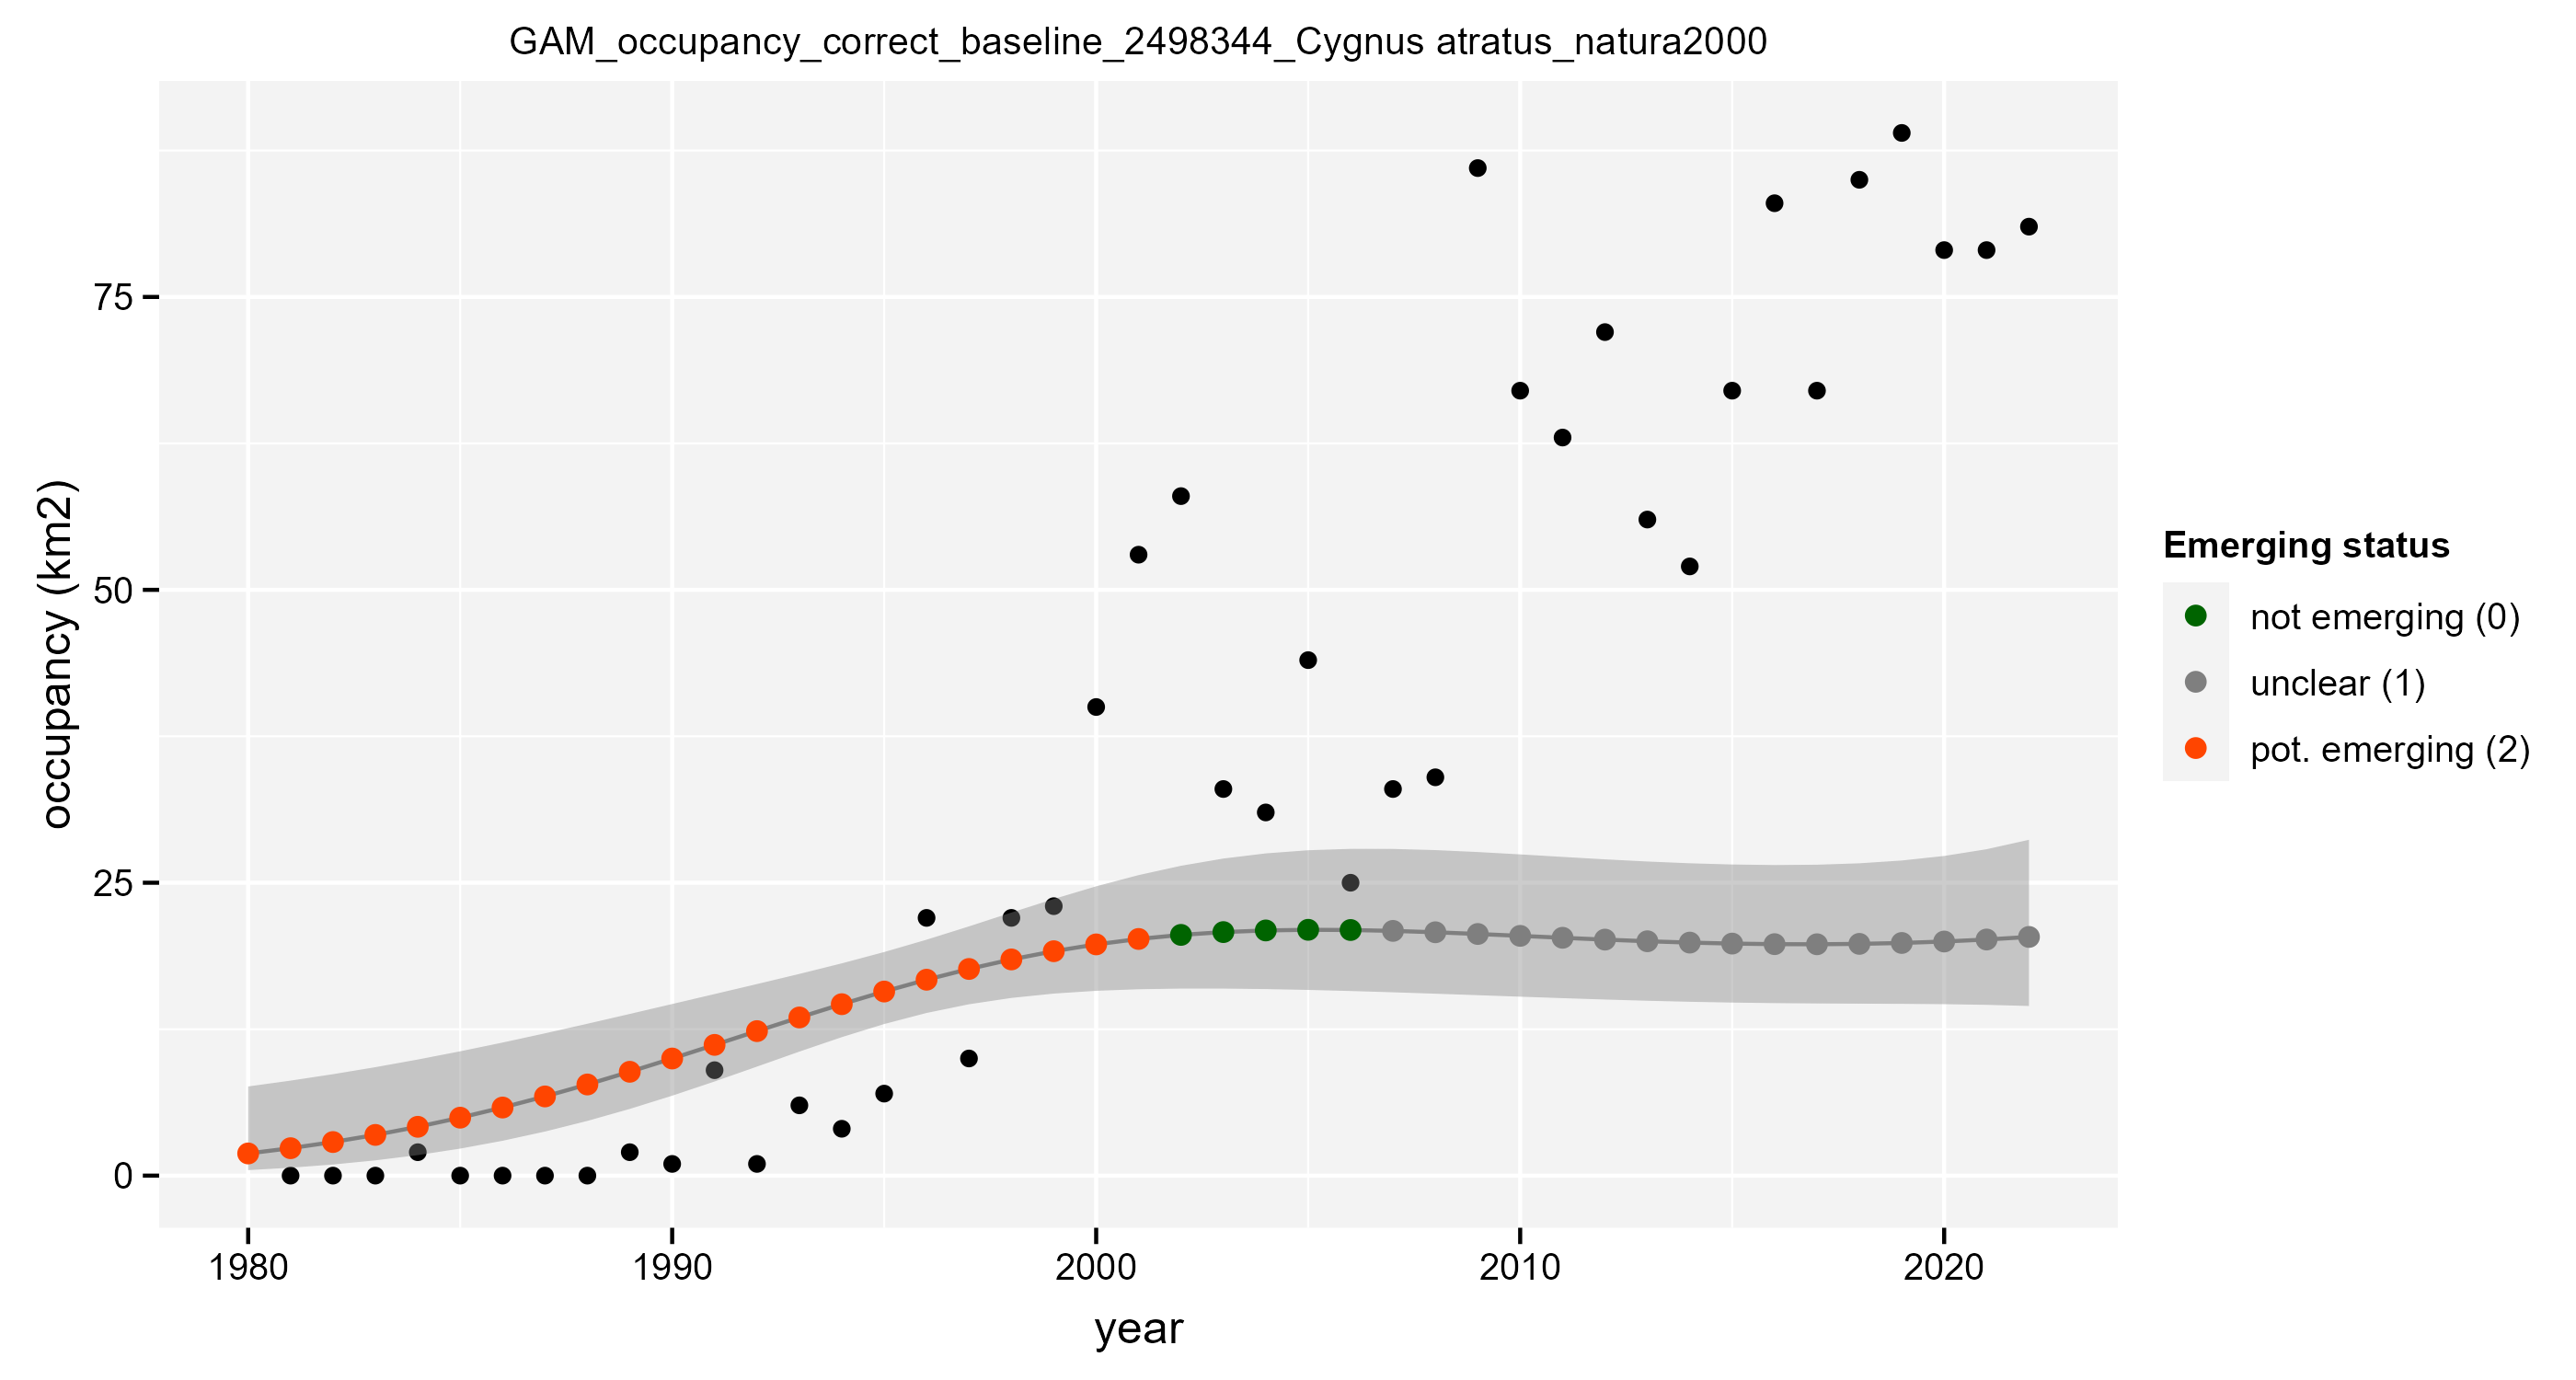 GAM_occupancy_correct_baseline_2498344_Cygnus atratus_natura2000
75
50
25
0
occupancy (km2)
1980
1990
2000
2010
2020
year
Emerging status
not emerging (0)
unclear (1)
pot. emerging (2)